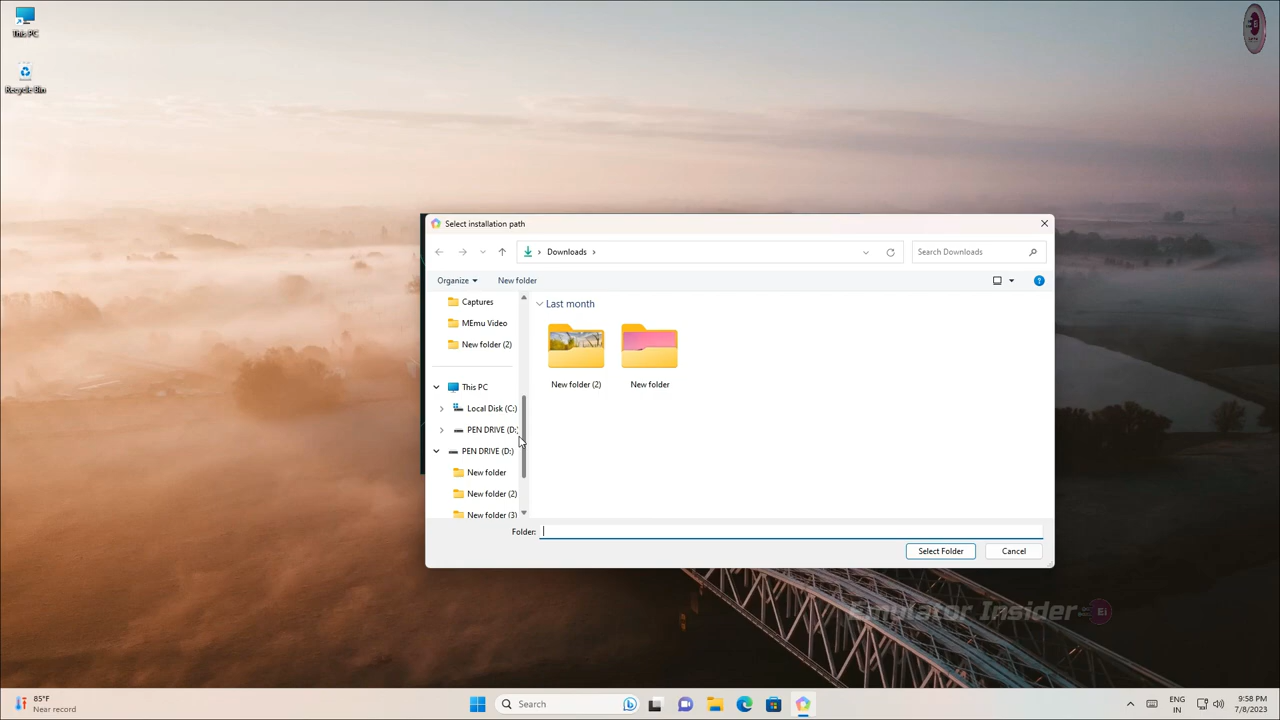 This PC
Recycle Bin
Select installation path
Downloads
Search Downloads
Organize
New folder
Captures
MEmu Video
New folder (2)
This PC
Local Disk (C:)
PEN DRIVE (D:
PEN DRIVE (D:)
New folder
New folder (2)
New folder (3)
Last month
New folder (2)
New folder
Folder:
Select Folder
Cancel
Emulator Insider Ei
85°F
Near record
Search
ENG
IN
9:58 PM
7/8/2023